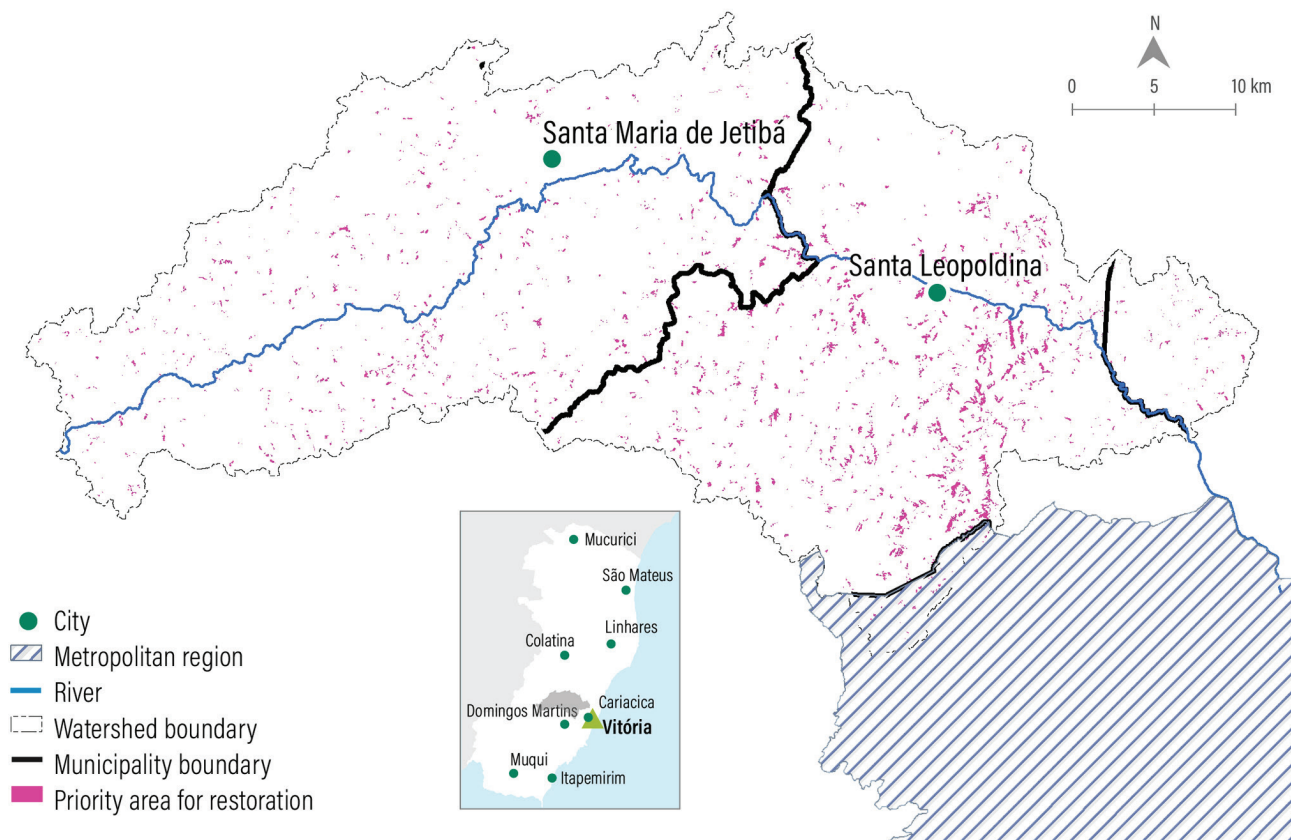 N
0 5 10 km
Santa Maria de Jetibá
Santa Leopoldina
Mucurici
São Mateus
Linhares
Colatina
Cariacica
Domingos Martins
Vitória
Muqui
Itapemirim
City
Metropolitan region
River
Watershed boundary
Municipality boundary
Priority area for restoration